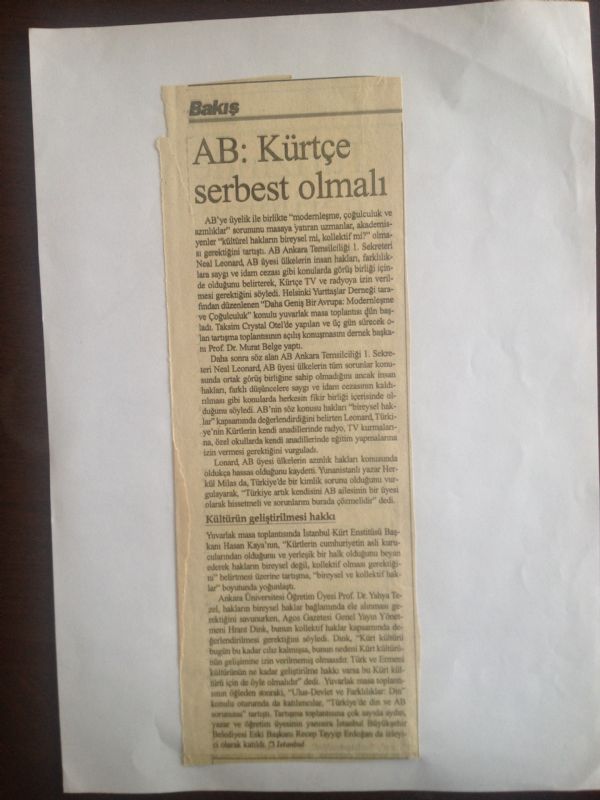 Bakış
AB: Kürtçe
serbest olmalı
AB'ye üyelik ile birlikte "modernleşme, çoğulculuk ve
azınlıklar" sorununu masaya yatıran uzmanlar, akademis-
yenler "kültürel hakların bireysel mi, kollektif mi?" olma-
sı gerektiğini tartıştı. AB Ankara Temsilciliği 1. Sekreteri
Neal Leonard, AB üyesi ülkelerin insan hakları, farklılık-
lara saygı ve idam cezası gibi konularda görüş birliği için-
de olduğunu belirterek, Kürtçe TV ve radyoya izin veril-
mesi gerektiğini söyledi. Helsinki Yurttaşlar Derneği tara-
fından düzenlenen "Daha Geniş Bir Avrupa: Modernleşme
ve Çoğulculuk" konulu yuvarlak masa toplantısı dün baş-
ladı. Taksim Crystal Otel'de yapılan ve üç gün sürecek o-
lan tartışma toplantısının açılış konuşmasını dernek başka-
nı Prof. Dr. Murat Belge yaptı.
Daha sonra söz alan AB Ankara Temsilciliği 1. Sekre-
teri Neal Leonard, AB üyesi ülkelerin tüm sorunlar konu-
sunda ortak görüş birliğine sahip olmadığını ancak insan
hakları, farklı düşüncelere saygı ve idam cezasının kaldı-
rılması gibi konularda herkesin fikir birliği içerisinde ol-
duğunu söyledi. AB'nin söz konusu hakları "bireysel hak-
lar" kapsamında değerlendirdiğini belirten Leonard, Türki-
ye'nin Kürtlerin kendi anadillerinde radyo, TV kurmaları-
na, özel okullarda kendi anadillerinde eğitim yapmalarına
izin vermesi gerektiğini vurguladı.
Lonard, AB üyesi ülkelerin azınlık hakları konusunda
oldukça hassas olduğunu kaydetti. Yunanistanlı yazar Her-
kül Milas da, Türkiye'de bir kimlik sorunu olduğunu vur-
gulayarak, "Türkiye artık kendisini AB ailesinin bir üyesi
olarak hissetmeli ve sorunlarını burada çözmelidir" dedi.
Kültürün geliştirilmesi hakkı
Yuvarlak masa toplantısında İstanbul Kürt Enstitüsü Baş-
kanı Hasan Kaya'nın, "Kürtlerin cumhuriyetin asli kuru-
cularından olduğunu ve yerleşik bir halk olduğunu beyan
ederek hakların bireysel değil, kollektif olması gerektiği-
ni" belirtmesi üzerine tartışma, "bireysel ve kollektif hak-
lar" boyutunda yoğunlaştı.
Ankara Üniversitesi Öğretim Üyesi Prof. Dr. Yahya Te-
zel, hakların bireysel haklar bağlamında ele alınması ge-
rektiğini savunurken, Agos Gazetesi Genel Yayın Yönet-
meni Hrant Dink, bunun kollektif haklar kapsamında de-
ğerlendirilmesi gerektiğini söyledi. Dink, "Kürt kültürü
bugün bu kadar cılız kalmışsa, bunun nedeni Kürt kültürü-
nün gelişimine izin verilmemiş olmasıdır. Türk ve Ermeni
kültürünün ne kadar geliştirilme hakkı varsa bu Kürt kül-
türü için de öyle olmalıdır" dedi. Yuvarlak masa toplantı-
sının öğleden sonraki, "Ulus-Devlet ve Farklılıklar: Din"
konulu oturumda da katılımcılar, "Türkiye'de din ve AB
sorununu" tartıştı. Tartışma toplantısına çok sayıda aydın,
yazar ve öğretim üyesinin yanısıra İstanbul Büyükşehir
Belediyesi Eski Başkanı Recep Tayyip Erdoğan da izleyi-
ci olarak katıldı. ❒ İstanbul